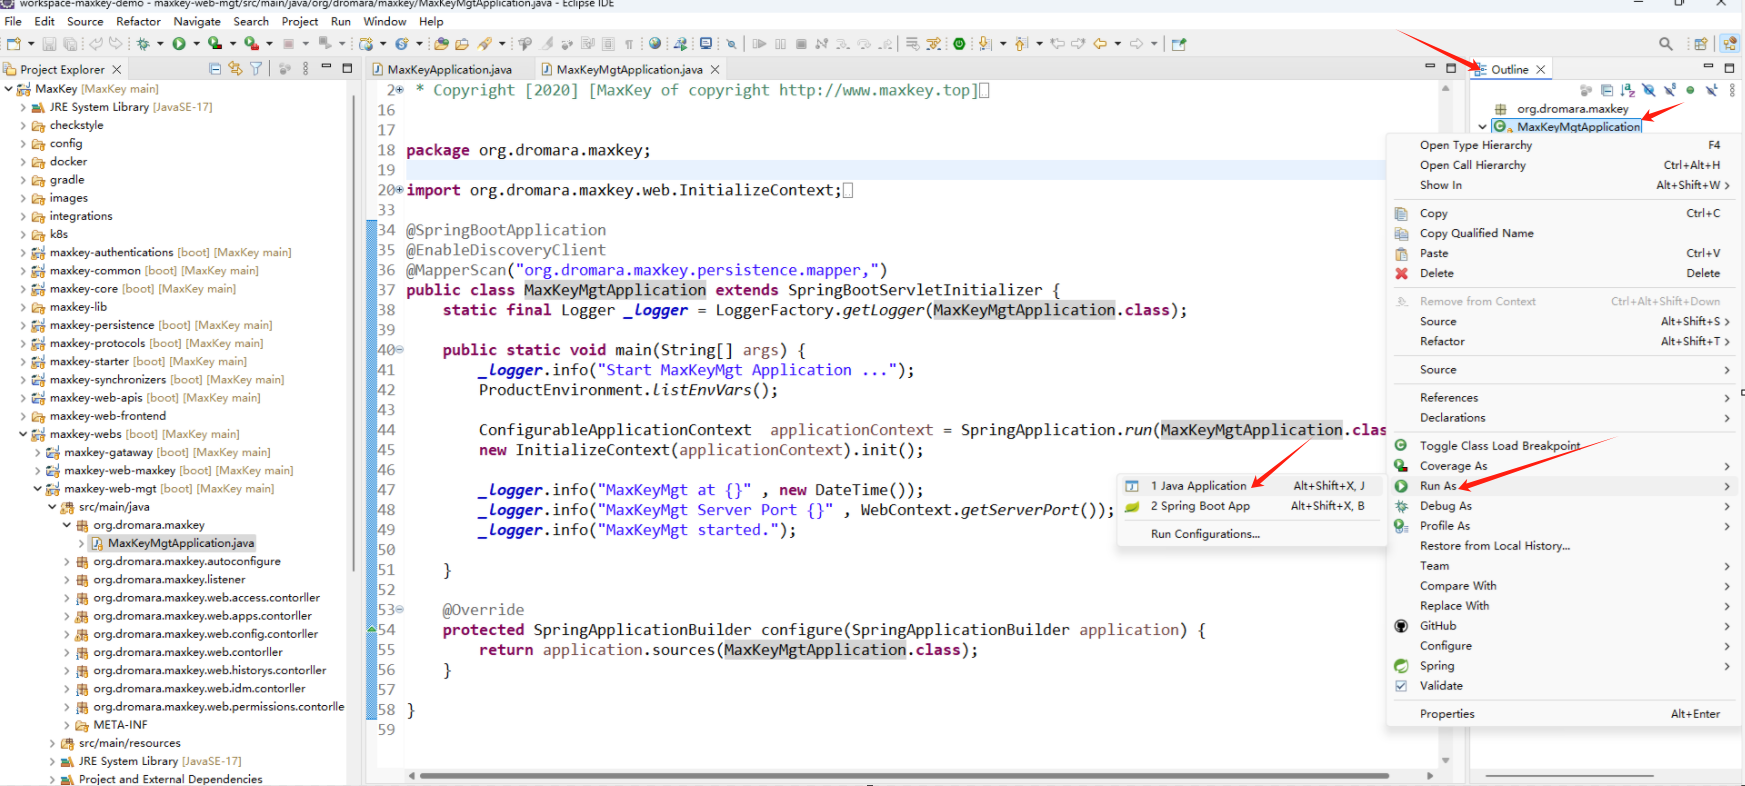 workspace-maxkey-demo - maxkey-web-mgt/src/main/java/org/dromara/maxkey/MaxKeyMgtApplication.java - Eclipse IDE
File Edit Source Refactor Navigate Search Project Run Window Help
Project Explorer
MaxKey [MaxKey main]
JRE System Library [JavaSE-17]
checkstyle
config
docker
gradle
images
integrations
k8s
maxkey-authentications [boot] [MaxKey main]
maxkey-common [boot] [MaxKey main]
maxkey-core [boot] [MaxKey main]
maxkey-lib
maxkey-persistence [boot] [MaxKey main]
maxkey-protocols [boot] [MaxKey main]
maxkey-starter [boot] [MaxKey main]
maxkey-synchronizers [boot] [MaxKey main]
maxkey-web-apis [boot] [MaxKey main]
maxkey-web-frontend
maxkey-webs [boot] [MaxKey main]
maxkey-gataway [boot] [MaxKey main]
maxkey-web-maxkey [boot] [MaxKey main]
maxkey-web-mgt [boot] [MaxKey main]
src/main/java
org.dromara.maxkey
MaxKeyMgtApplication.java
org.dromara.maxkey.autoconfigure
org.dromara.maxkey.listener
org.dromara.maxkey.web.access.contorller
org.dromara.maxkey.web.apps.contorller
org.dromara.maxkey.web.config.contorller
org.dromara.maxkey.web.contorller
org.dromara.maxkey.web.historys.contorller
org.dromara.maxkey.web.idm.contorller
org.dromara.maxkey.web.permissions.contorlle
META-INF
src/main/resources
JRE System Library [JavaSE-17]
Project and External Dependencies
MaxKeyApplication.java
MaxKeyMgtApplication.java
2 * Copyright [2020] [MaxKey of copyright http://www.maxkey.top]
16
17
18 package org.dromara.maxkey;
19
20 import org.dromara.maxkey.web.InitializeContext;
33
34 @SpringBootApplication
35 @EnableDiscoveryClient
36 @MapperScan("org.dromara.maxkey.persistence.mapper,")
37 public class MaxKeyMgtApplication extends SpringBootServletInitializer {
38 static final Logger _logger = LoggerFactory.getLogger(MaxKeyMgtApplication.class);
39
40 public static void main(String[] args) {
41 _logger.info("Start MaxKeyMgt Application ...");
42 ProductEnvironment.listEnvVars();
43
44 ConfigurableApplicationContext applicationContext = SpringApplication.run(MaxKeyMgtApplication.clas
45 new InitializeContext(applicationContext).init();
46
47 _logger.info("MaxKeyMgt at {}" , new DateTime());
48 _logger.info("MaxKeyMgt Server Port {}" , WebContext.getServerPort());
49 _logger.info("MaxKeyMgt started.");
50
51 }
52
53 @Override
54 protected SpringApplicationBuilder configure(SpringApplicationBuilder application) {
55 return application.sources(MaxKeyMgtApplication.class);
56 }
57
58 }
59
1 Java Application Alt+Shift+X, J
2 Spring Boot App Alt+Shift+X, B
Run Configurations...
Outline
org.dromara.maxkey
MaxKeyMgtApplication
Open Type Hierarchy F4
Open Call Hierarchy Ctrl+Alt+H
Show In Alt+Shift+W >
Copy Ctrl+C
Copy Qualified Name
Paste Ctrl+V
Delete Delete
Remove from Context Ctrl+Alt+Shift+Down
Source Alt+Shift+S >
Refactor Alt+Shift+T >
Source >
References >
Declarations >
Toggle Class Load Breakpoint
Coverage As >
Run As >
Debug As >
Profile As >
Restore from Local History...
Team >
Compare With >
Replace With >
GitHub >
Configure >
Spring >
Validate
Properties Alt+Enter